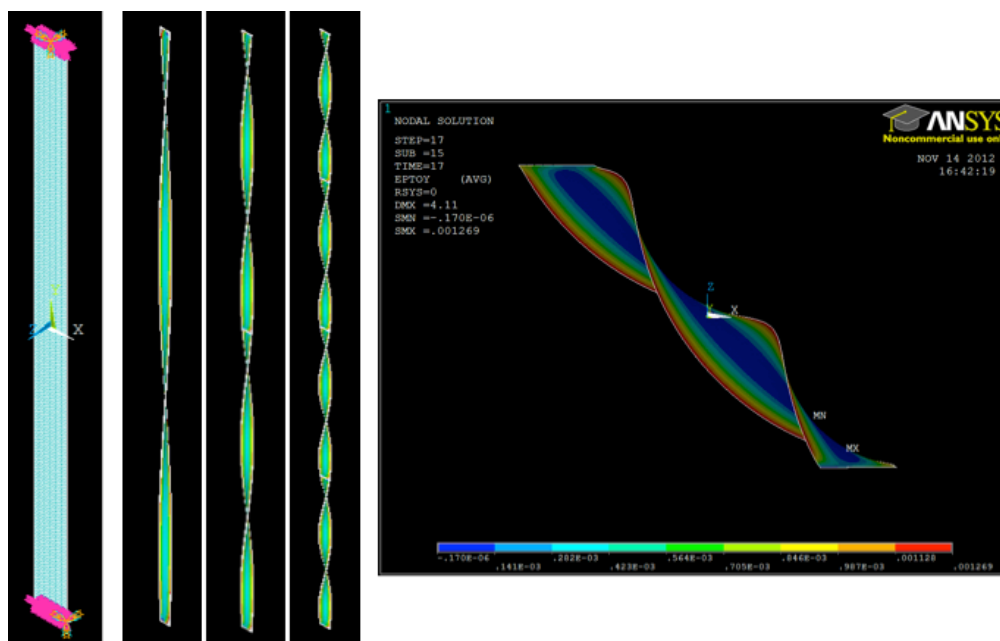 Y
Z
X
1
NODAL SOLUTION
STEP=17
SUB =15
TIME=17
EPTOY (AVG)
RSYS=0
DMX =4.11
SMN =-.170E-06
SMX =.001269
ANSYS
Noncommercial use only
NOV 14 2012
16:42:19
Z
Y
X
MN
MX
-.170E-06
.141E-03
.282E-03
.423E-03
.564E-03
.705E-03
.846E-03
.987E-03
.001128
.001269